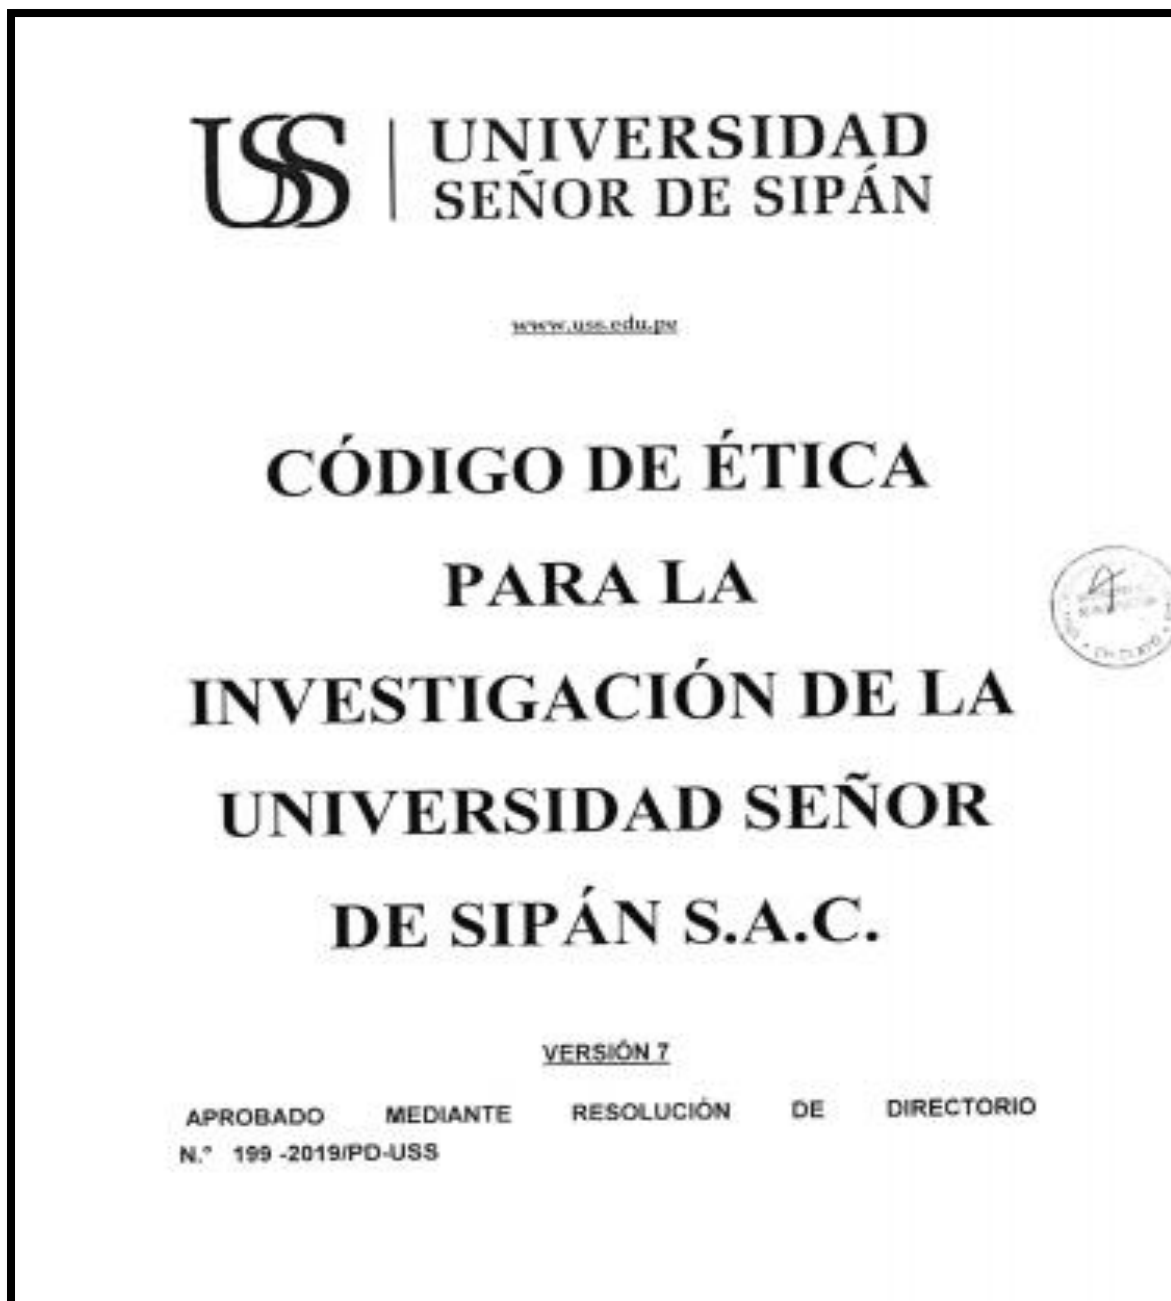 USS
UNIVERSIDAD
SEÑOR DE SIPÁN
www.uss.edu.pe
CÓDIGO DE ÉTICA
PARA LA
INVESTIGACIÓN DE LA
UNIVERSIDAD SEÑOR
DE SIPÁN S.A.C.
VERSIÓN 7
APROBADO MEDIANTE RESOLUCIÓN DE DIRECTORIO
N.° 199 -2019/PD-USS